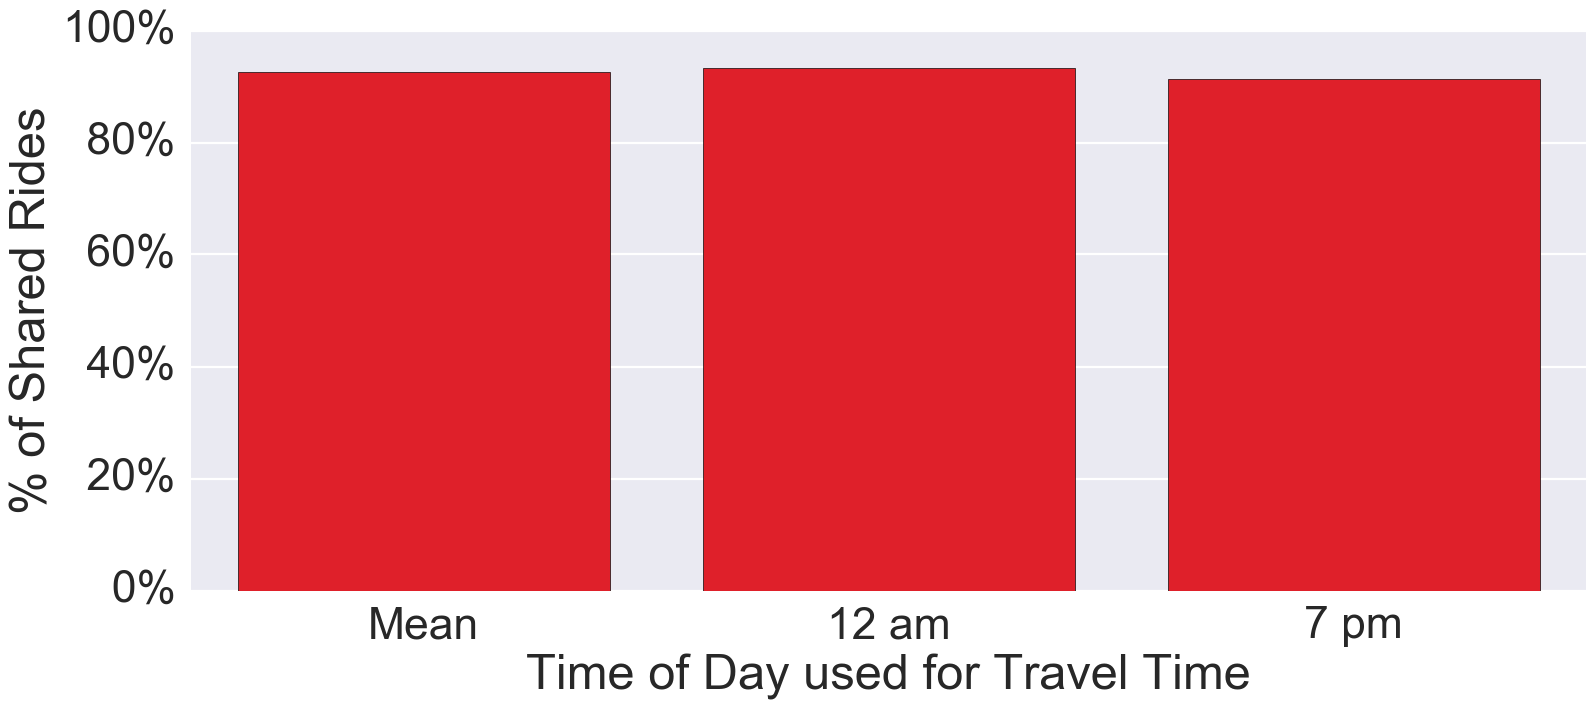 100%
80%
60%
40%
20%
0%
% of Shared Rides
Mean
12 am
7 pm
Time of Day used for Travel Time